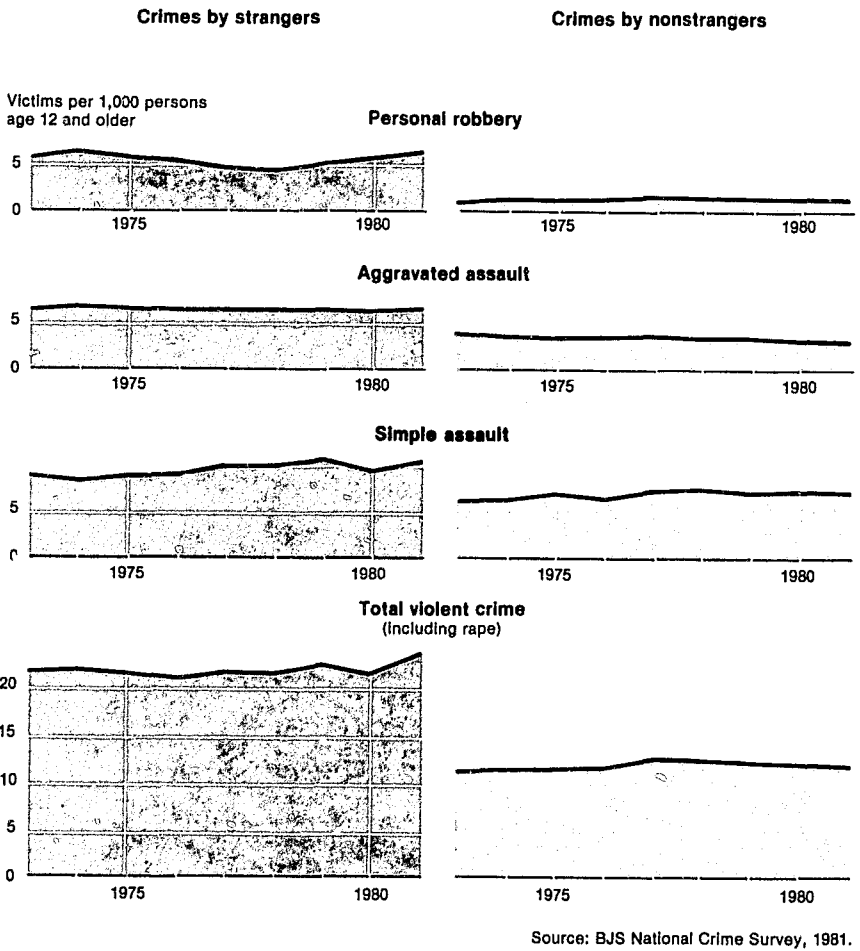 Crimes by strangers
Crimes by nonstrangers
Victims per 1,000 persons
age 12 and older
Personal robbery
5
0
1975
1980
1975
1980
Aggravated assault
5
0
1975
1980
1975
1980
Simple assault
5
0
1975
1980
1975
1980
Total violent crime
(including rape)
20
15
10
5
0
1975
1980
1975
1980
Source: BJS National Crime Survey, 1981.